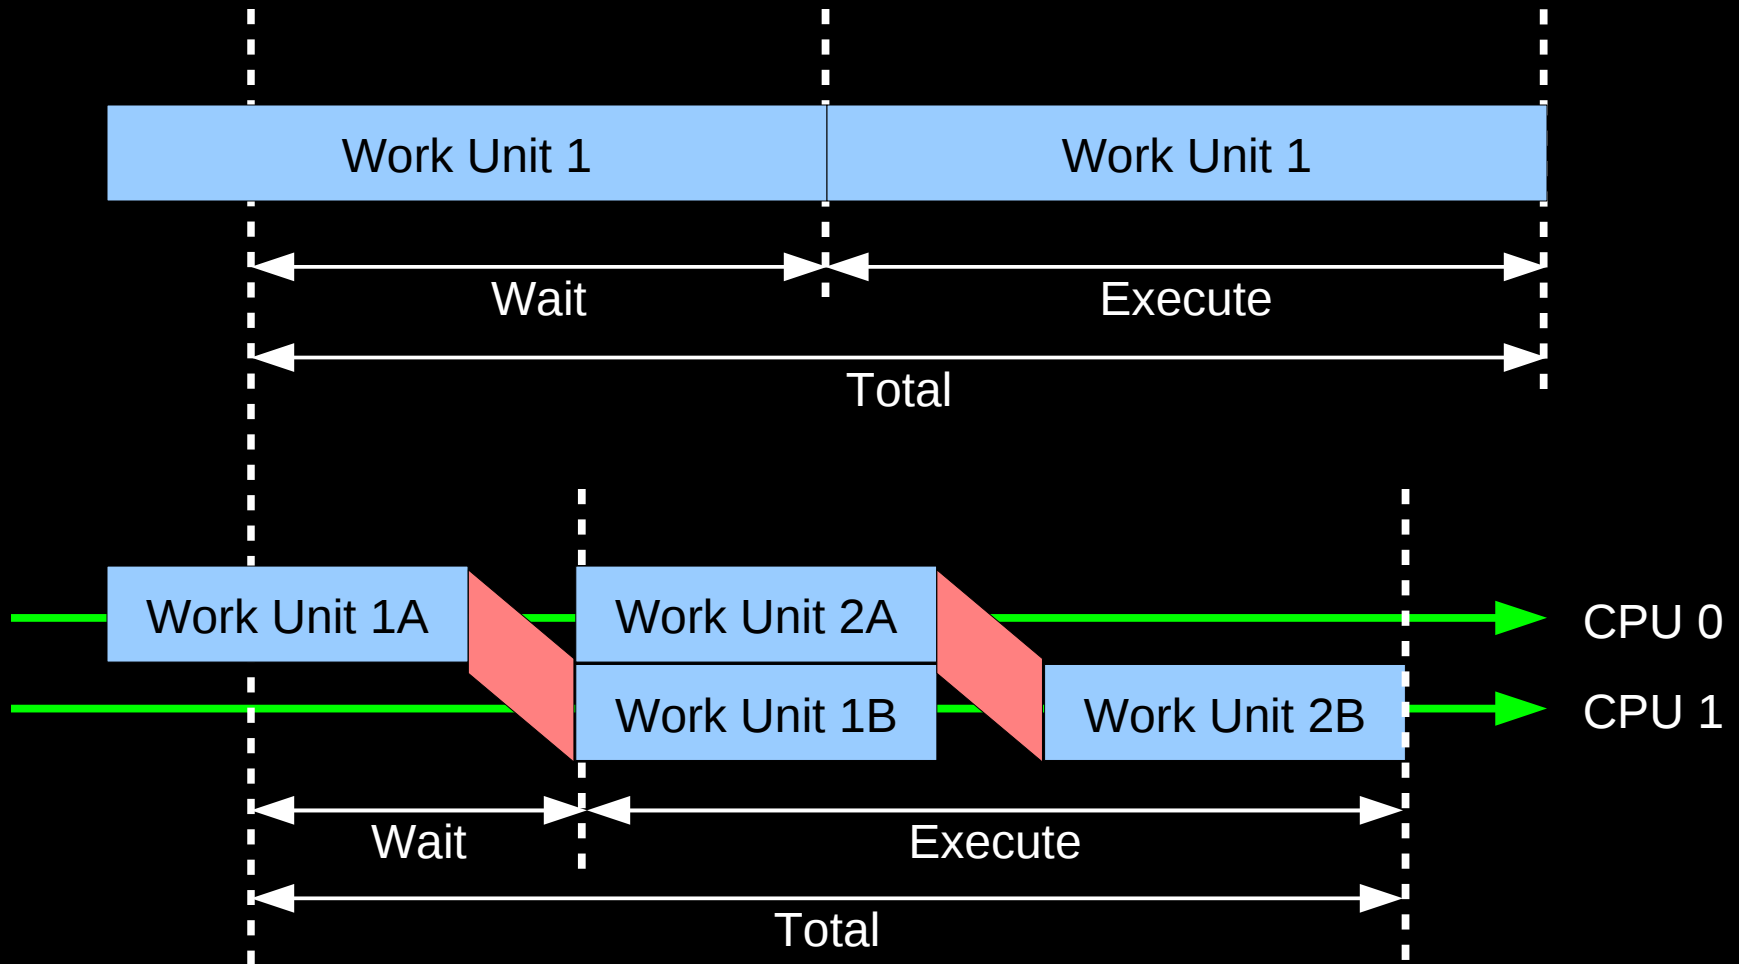 Work Unit 1
Work Unit 1
Wait
Execute
Total
Work Unit 1A
Work Unit 2A
CPU 0
Work Unit 1B
Work Unit 2B
CPU 1
Wait
Execute
Total